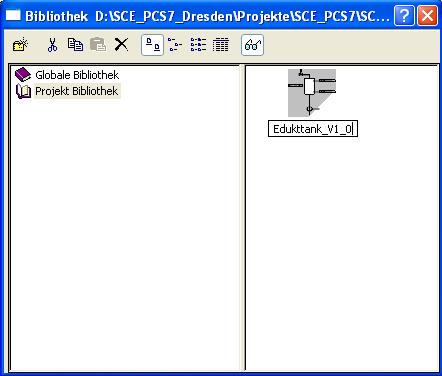 Bibliothek D:\SCE_PCS7_Dresden\Projekte\SCE_PCS7\SC...
Globale Bibliothek
Projekt Bibliothek
Edukttank_V1_0